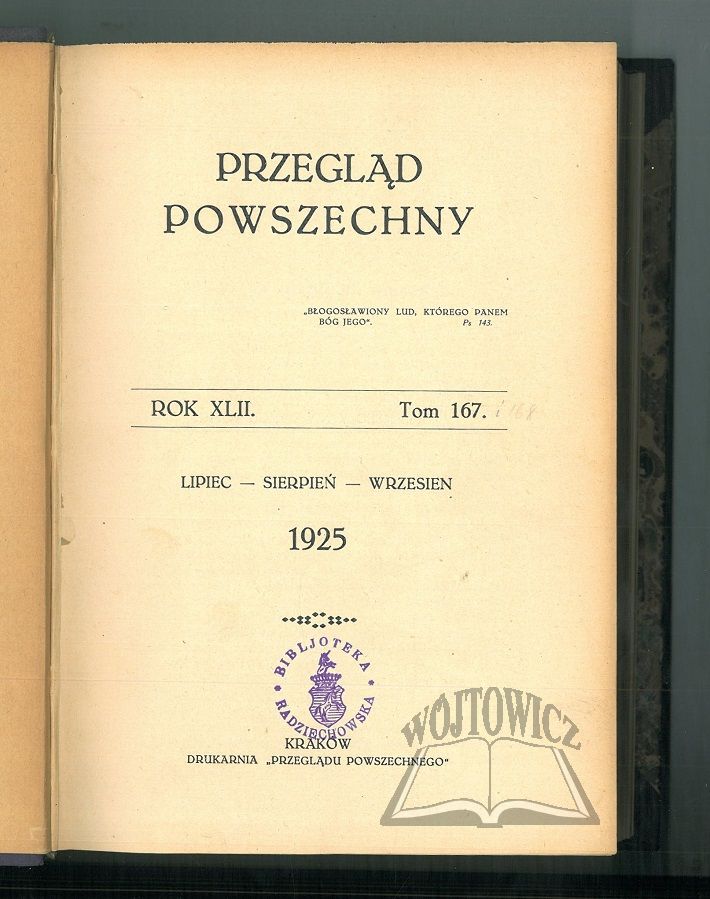 PRZEGLĄD
POWSZECHNY
„BŁOGOSŁAWIONY LUD, KTÓREGO PANEM
BÓG JEGO“. Ps 143.
ROK XLII. Tom 167. i 168
LIPIEC — SIERPIEŃ — WRZESIEN
1925
* BIBLJOTEKA *
RADZIECHOWSKA
KRAKÓW
DRUKARNIA „PRZEGLĄDU POWSZECHNEGO“
WÓJTOWICZ